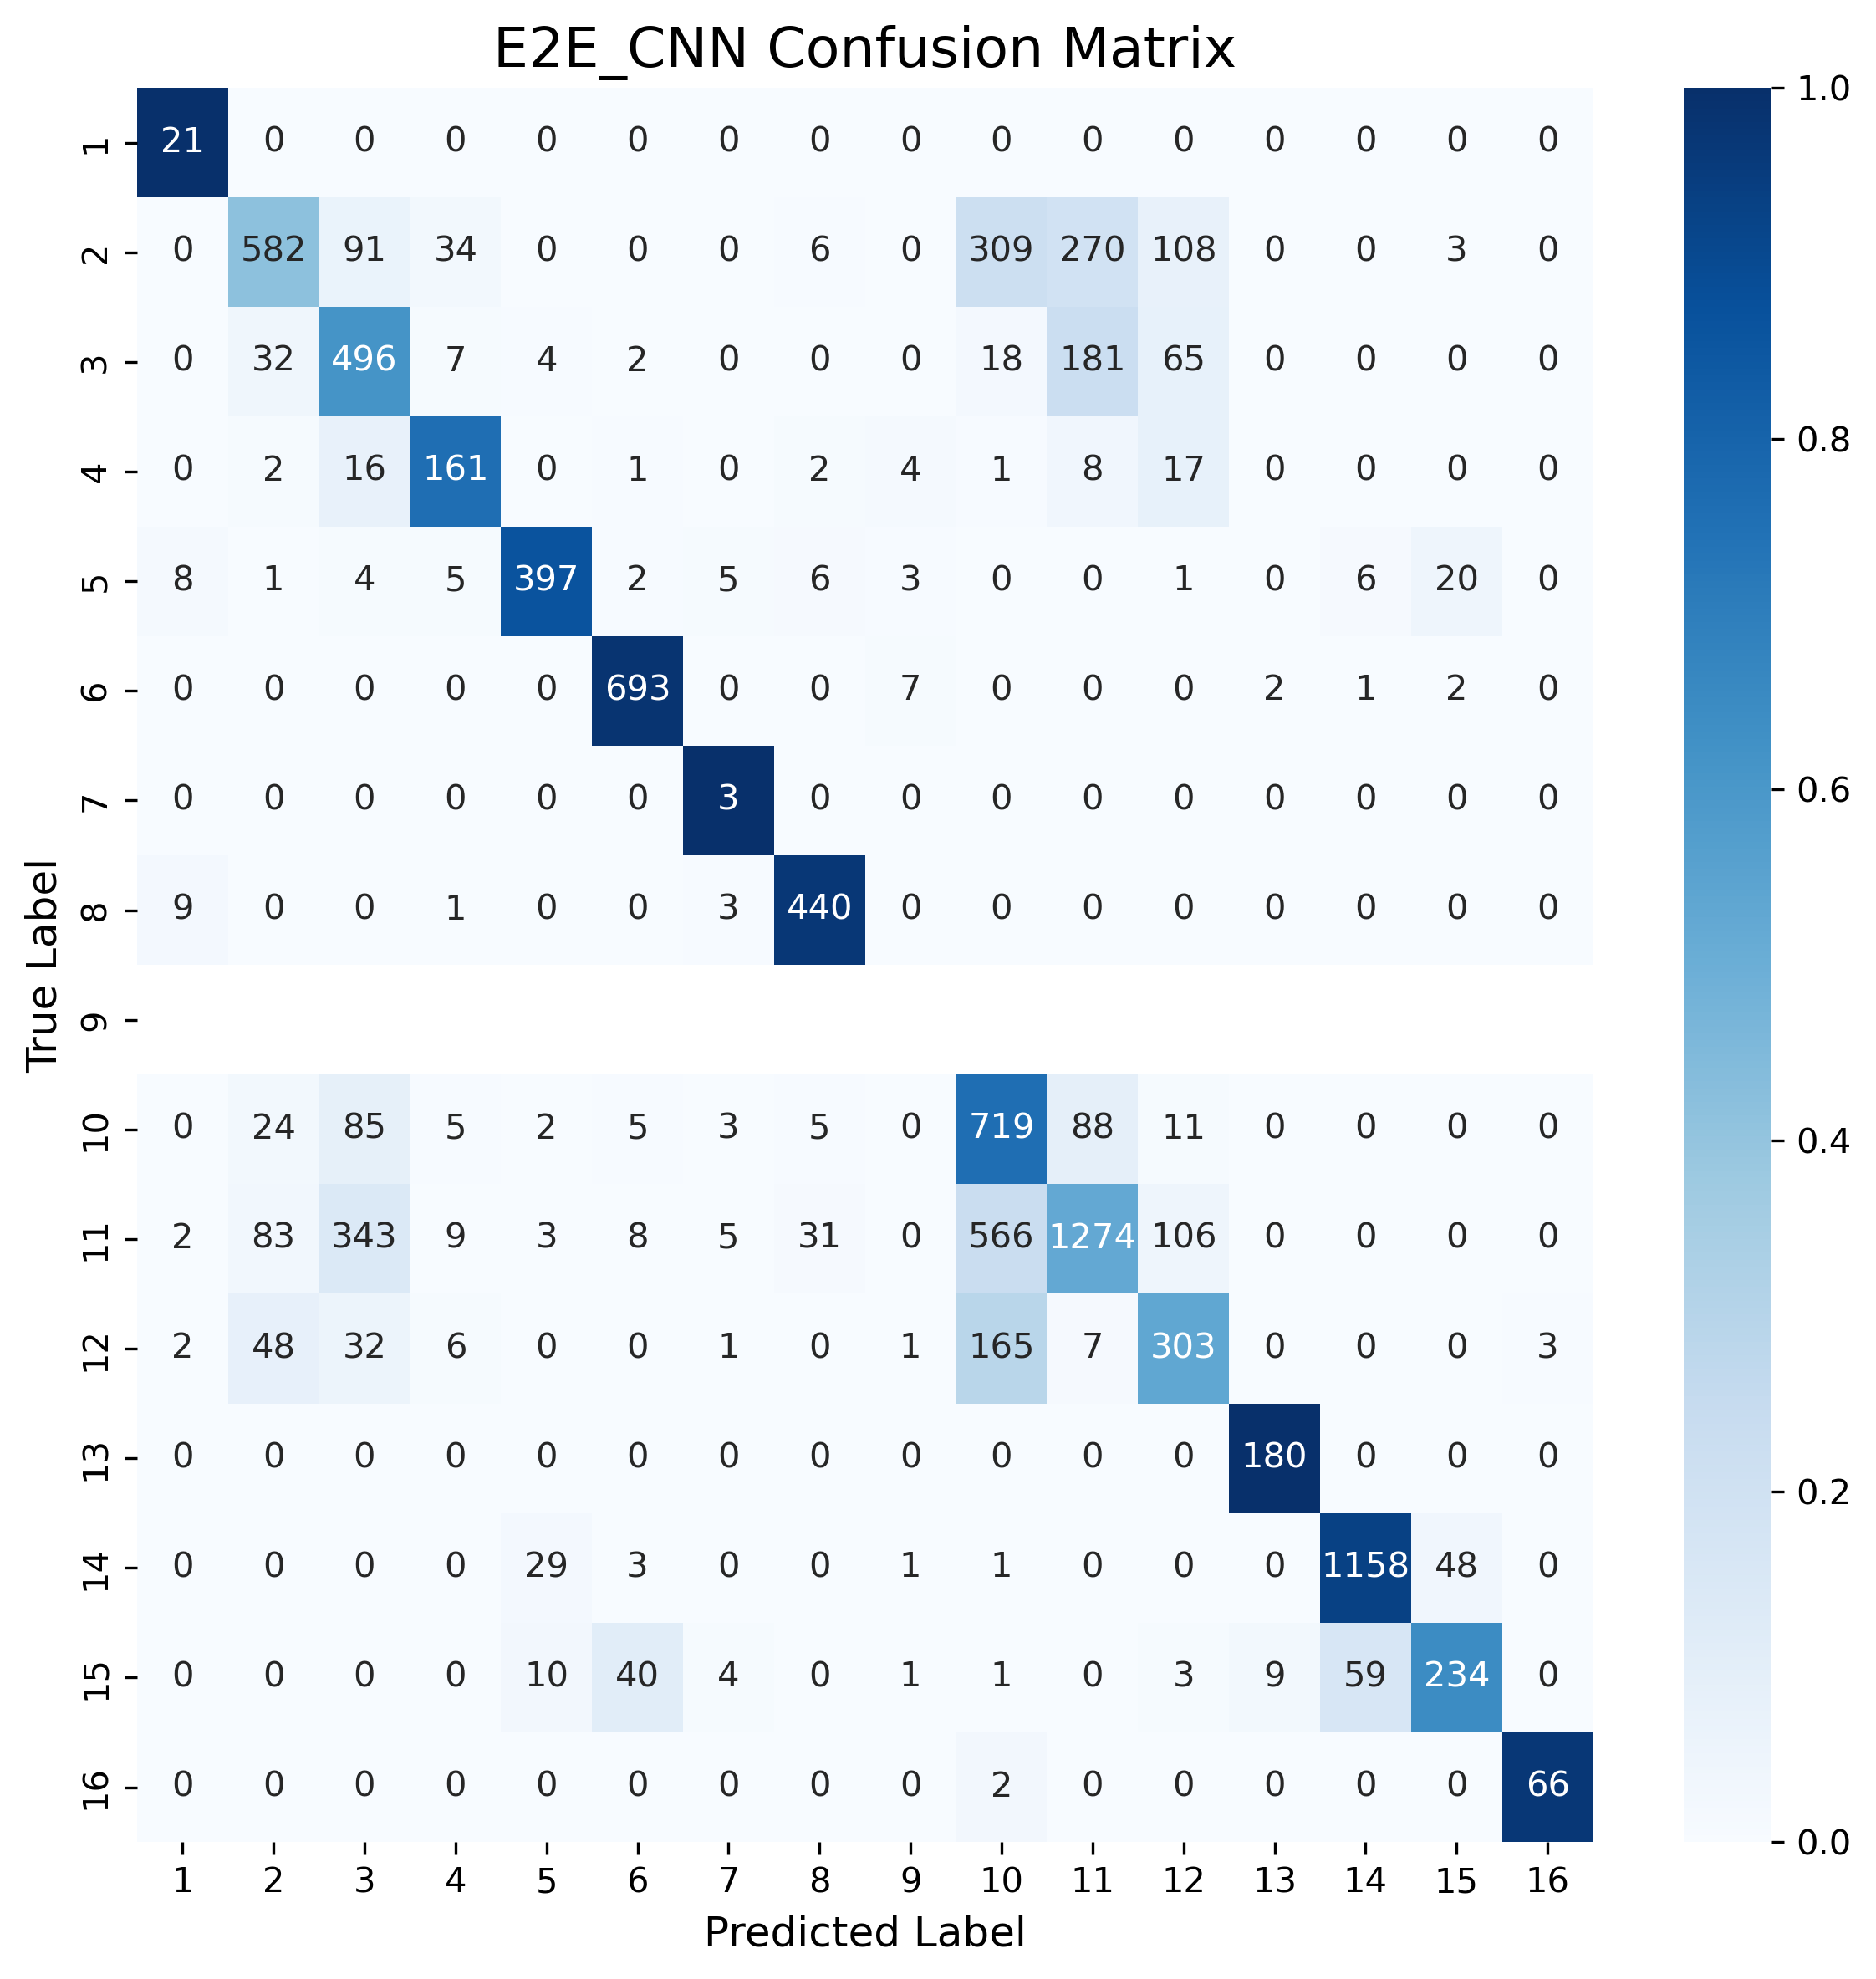 E2E_CNN Confusion Matrix
1 21 0 0 0 0 0 0 0 0 0 0 0 0 0 0 0
2 0 582 91 34 0 0 0 6 0 309 270 108 0 0 3 0
3 0 32 496 7 4 2 0 0 0 18 181 65 0 0 0 0
4 0 2 16 161 0 1 0 2 4 1 8 17 0 0 0 0
5 8 1 4 5 397 2 5 6 3 0 0 1 0 6 20 0
6 0 0 0 0 0 693 0 0 7 0 0 0 2 1 2 0
7 0 0 0 0 0 0 3 0 0 0 0 0 0 0 0 0
8 9 0 0 1 0 0 3 440 0 0 0 0 0 0 0 0
9
10 0 24 85 5 2 5 3 5 0 719 88 11 0 0 0 0
11 2 83 343 9 3 8 5 31 0 566 1274 106 0 0 0 0
12 2 48 32 6 0 0 1 0 1 165 7 303 0 0 0 3
13 0 0 0 0 0 0 0 0 0 0 0 0 180 0 0 0
14 0 0 0 0 29 3 0 0 1 1 0 0 0 1158 48 0
15 0 0 0 0 10 40 4 0 1 1 0 3 9 59 234 0
16 0 0 0 0 0 0 0 0 0 2 0 0 0 0 0 66
1 2 3 4 5 6 7 8 9 10 11 12 13 14 15 16
Predicted Label
True Label
1.0
0.8
0.6
0.4
0.2
0.0